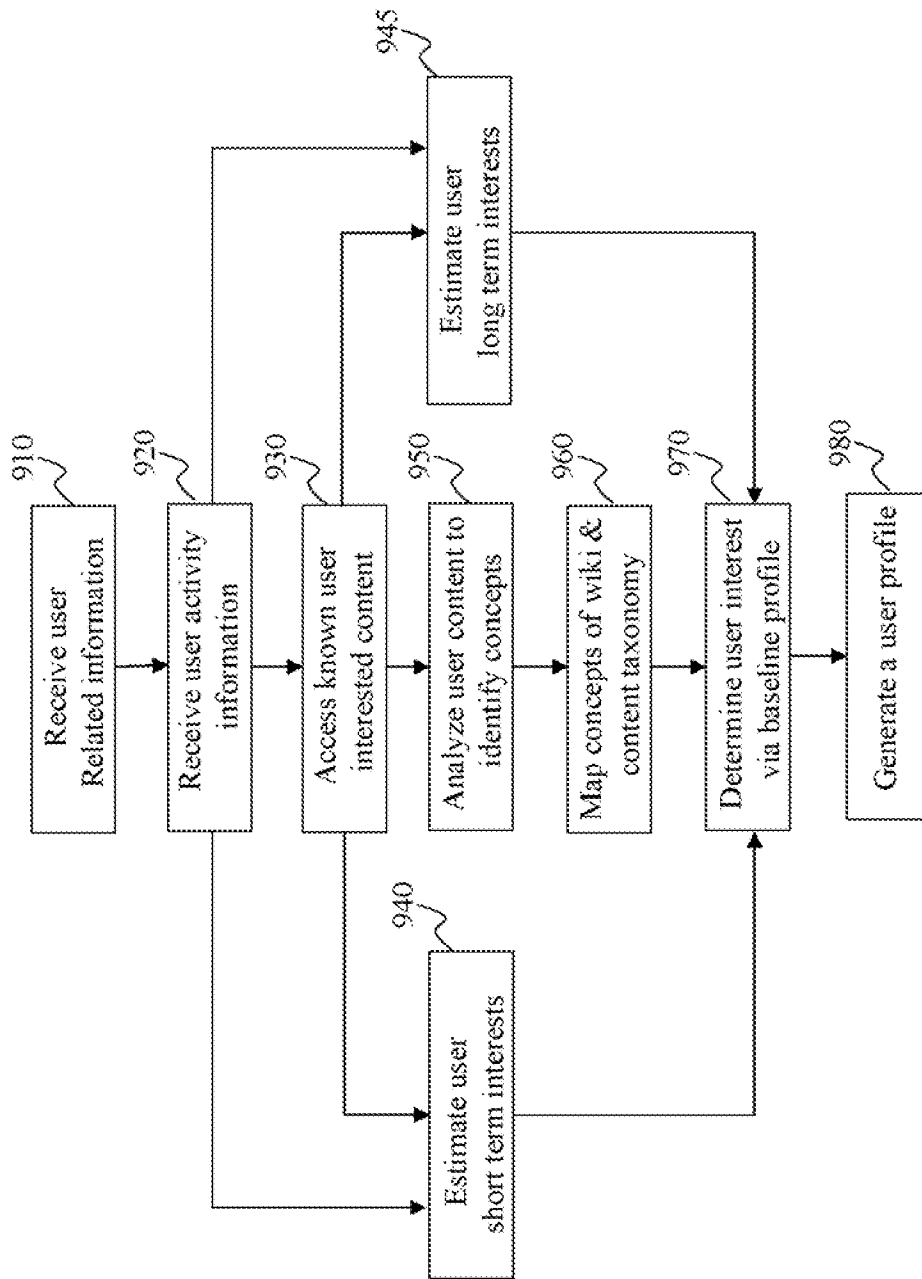 910
Receive user
Related information
920
Receive user activity
information
930
Access known user
interested content
940
Estimate user
short term interests
950
Analyze user content to
identify concepts
945
Estimate user
long term interests
960
Map concepts of wiki &
content taxonomy
970
Determine user interest
via baseline profile
980
Generate a user profile